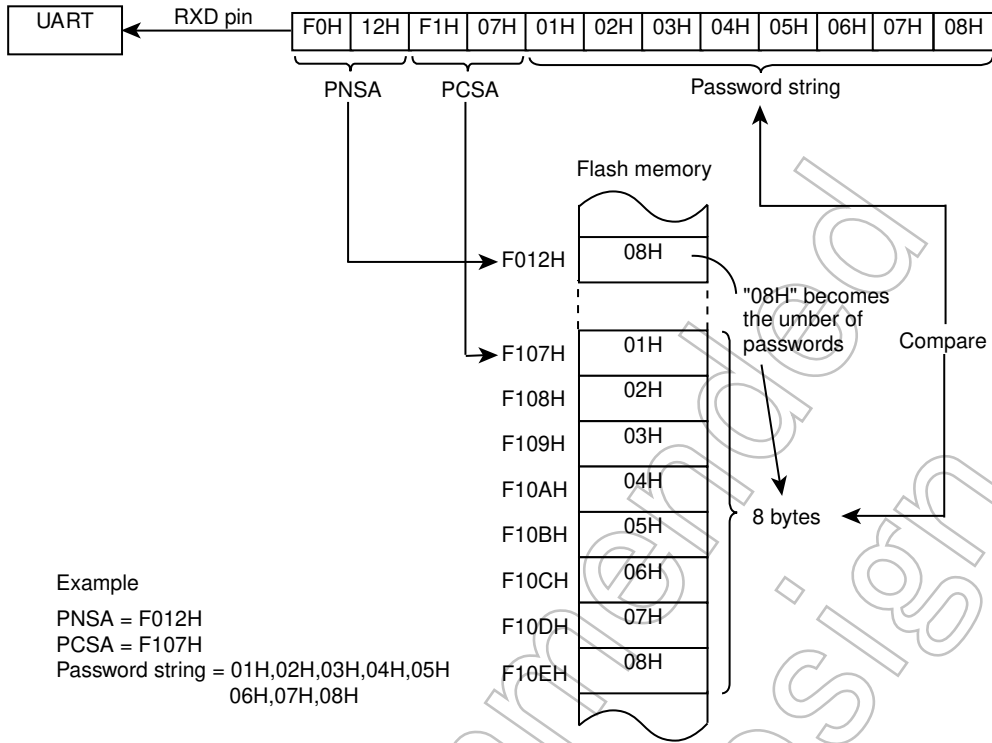 UART
RXD pin
F0H 12H F1H 07H 01H 02H 03H 04H 05H 06H 07H 08H
PNSA PCSA Password string
Flash memory
F012H 08H
"08H" becomes
the umber of
passwords
Compare
F107H 01H
F108H 02H
F109H 03H
F10AH 04H
F10BH 05H
8 bytes
F10CH 06H
F10DH 07H
F10EH 08H
Example
PNSA = F012H
PCSA = F107H
Password string = 01H,02H,03H,04H,05H
06H,07H,08H
mended
esign